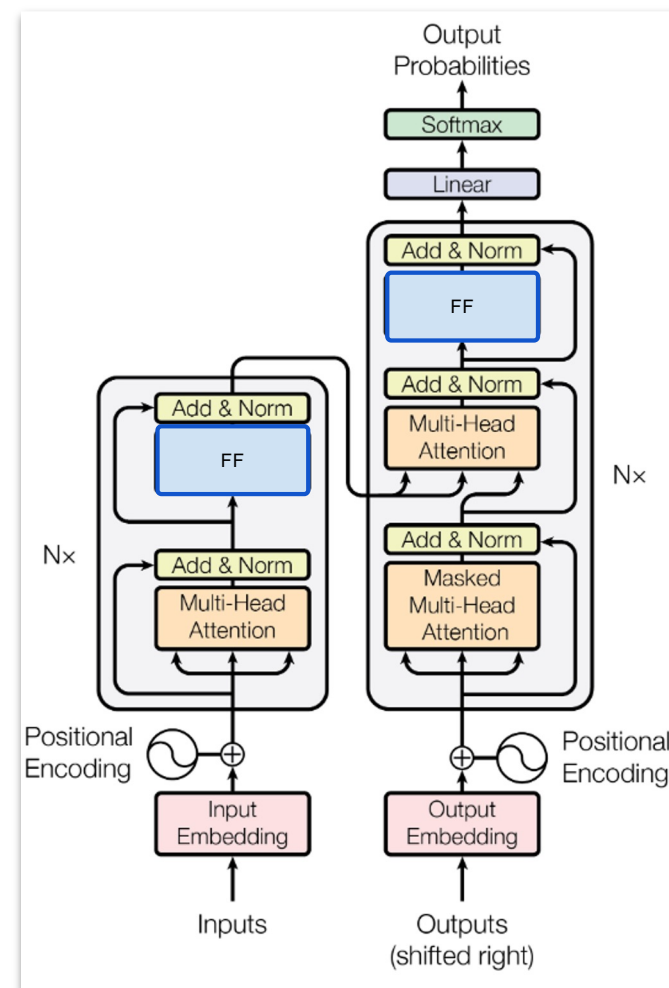 Output
Probabilities
Softmax
Linear
Add & Norm
FF
Add & Norm
Multi-Head
Attention
N×
Add & Norm
Masked
Multi-Head
Attention
Add & Norm
FF
N×
Add & Norm
Multi-Head
Attention
Positional
Encoding
Positional
Encoding
Input
Embedding
Output
Embedding
Inputs
Outputs
(shifted right)